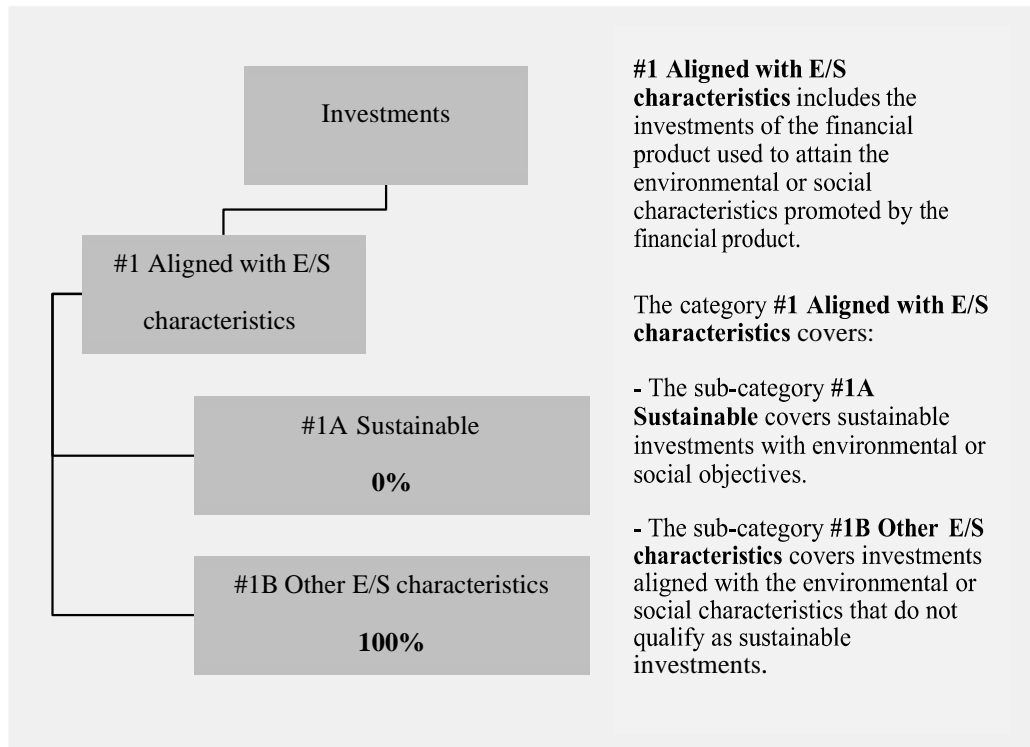 Investments
#1 Aligned with E/S
characteristics
#1A Sustainable
0%
#1B Other E/S characteristics
100%
#1 Aligned with E/S
characteristics includes the
investments of the financial
product used to attain the
environmental or social
characteristics promoted by the
financial product.
The category #1 Aligned with E/S
characteristics covers:
- The sub-category #1A
Sustainable covers sustainable
investments with environmental or
social objectives.
- The sub-category #1B Other E/S
characteristics covers investments
aligned with the environmental or
social characteristics that do not
qualify as sustainable
investments.